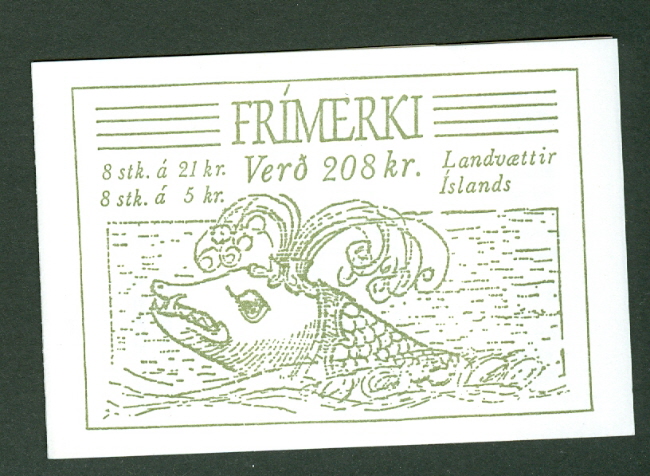 FRÍMERKI
8 stk. á 21 kr. Verð 208 kr. Landvættir
8 stk. á 5 kr. Íslands